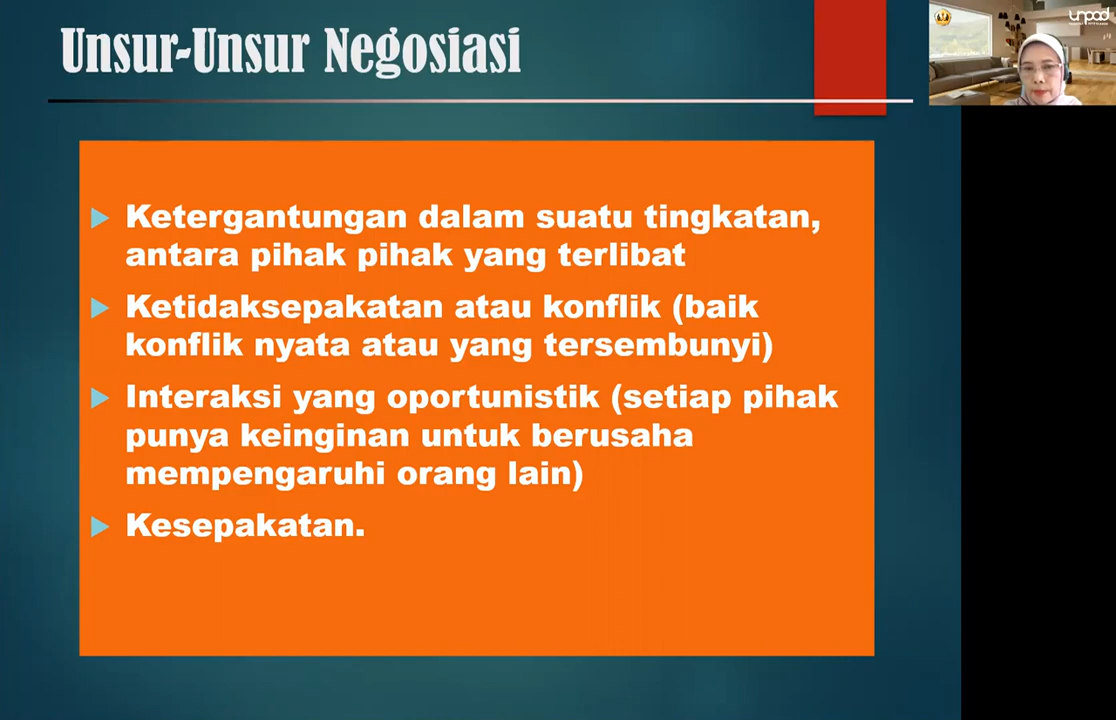 Unsur-Unsur Negosiasi
unpad
Ketergantungan dalam suatu tingkatan,
antara pihak pihak yang terlibat
Ketidaksepakatan atau konflik (baik
konflik nyata atau yang tersembunyi)
Interaksi yang oportunistik (setiap pihak
punya keinginan untuk berusaha
mempengaruhi orang lain)
Kesepakatan.